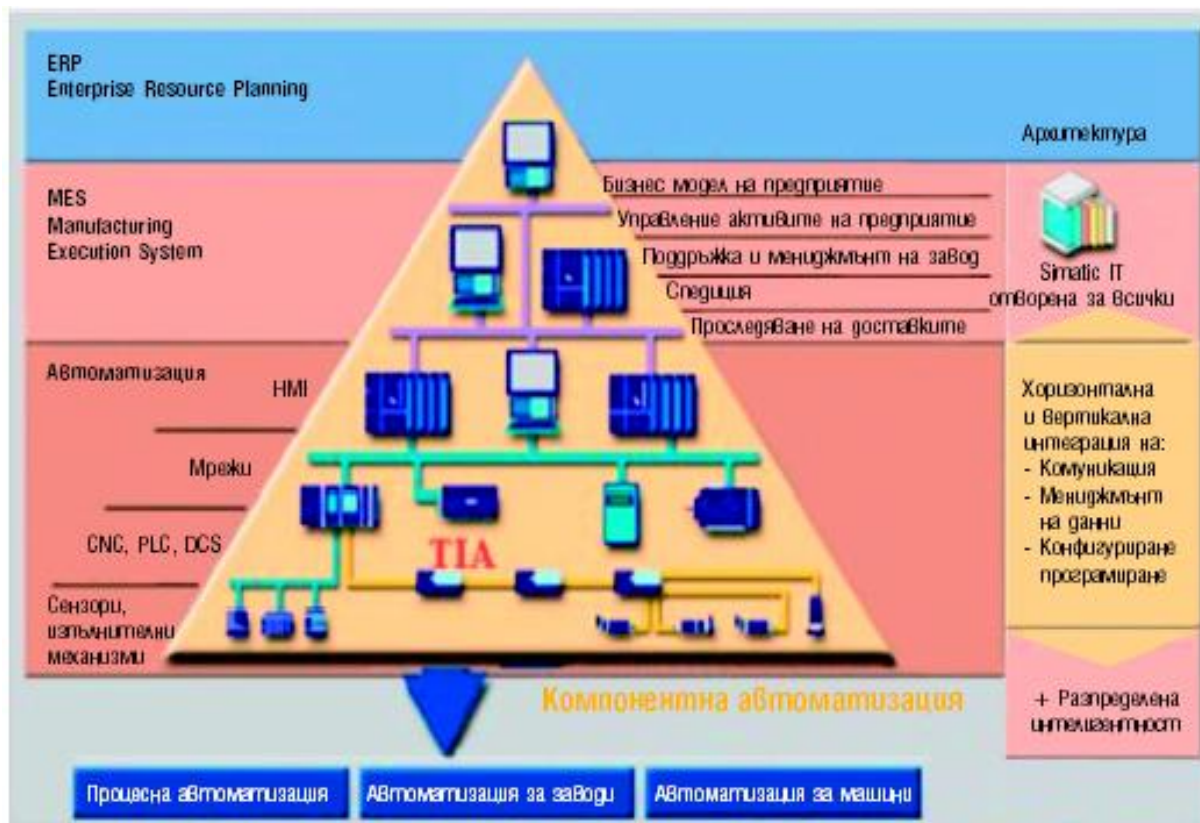 ERP
Enterprise Resource Planning
Архитектура
MES
Manufacturing
Execution System
Бизнес модел на предприятие
Управление активите на предприятие
Поддръжка и мениджмънт на завод
Спедиция
Проследяване на доставките
Simatic IT
отворена за всички
Автоматизация
HMI
Мрежи
CNC, PLC, DCS
Сензори,
изпълнителни
механизми
TIA
Хоризонтална
и вертикална
интеграция на:
- Комуникация
- Мениджмънт
на данни
- Конфигуриране
програмиране
+ Разпределена
интелигентност
Компонентна автоматизация
Процесна автоматизация
Автоматизация за заводи
Автоматизация за машини